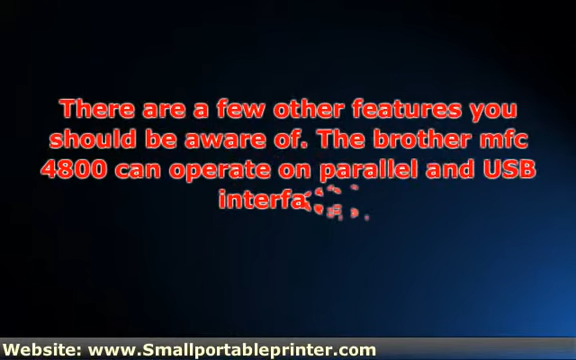 There are a few other features you
should be aware of. The brother mfc
4800 can operate on parallel and USB
Website: www.Smallportableprinter.com